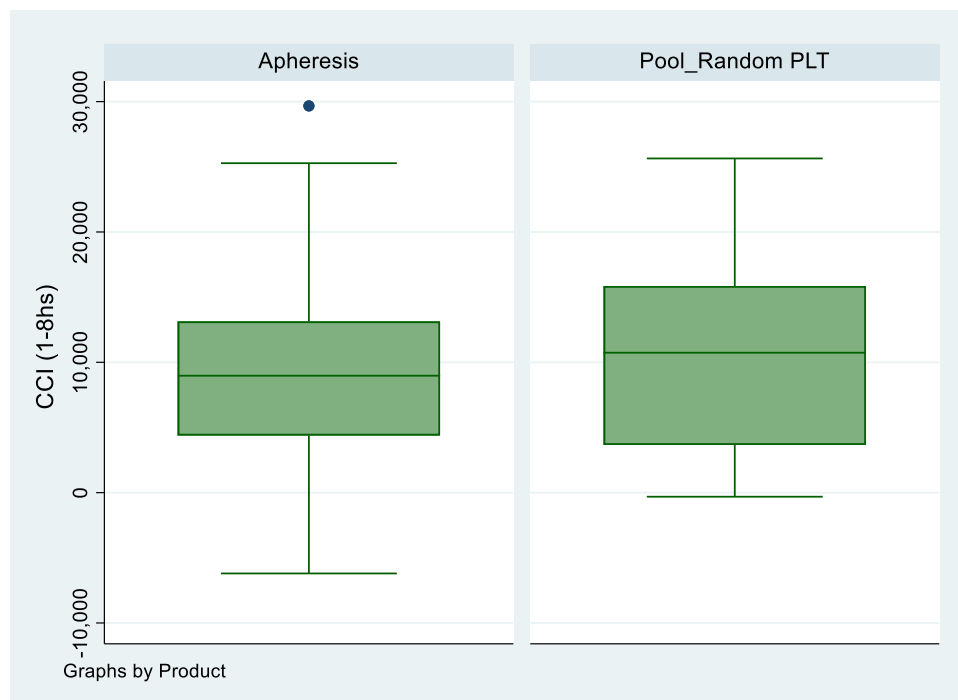 Apheresis
Pool_Random PLT
30,000
20,000
10,000
0
-10,000
CCI (1-8hs)
Graphs by Product